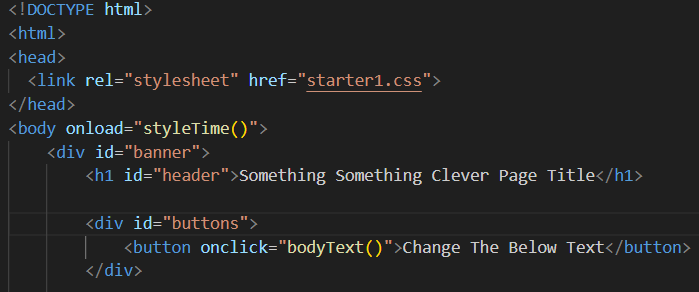 <!DOCTYPE html>
<html>
<head>
  <link rel="stylesheet" href="starter1.css">
</head>
<body onload="styleTime()">
    <div id="banner">
        <h1 id="header">Something Something Clever Page Title</h1>

        <div id="buttons">
            <button onclick="bodyText()">Change The Below Text</button>
        </div>